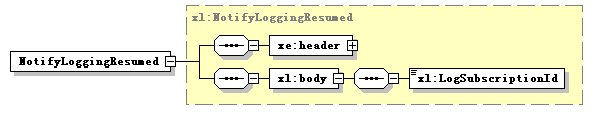 xl:NotifyLoggingResumed
xe:header
NotifyLoggingResumed
xl:body
xl:LogSubscriptionId